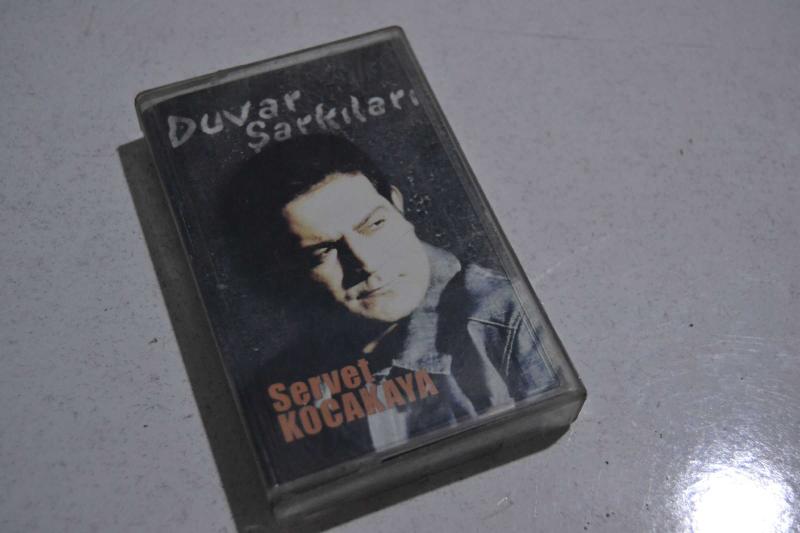 Duvar
Şarkıları
Servet
KOCAKAYA